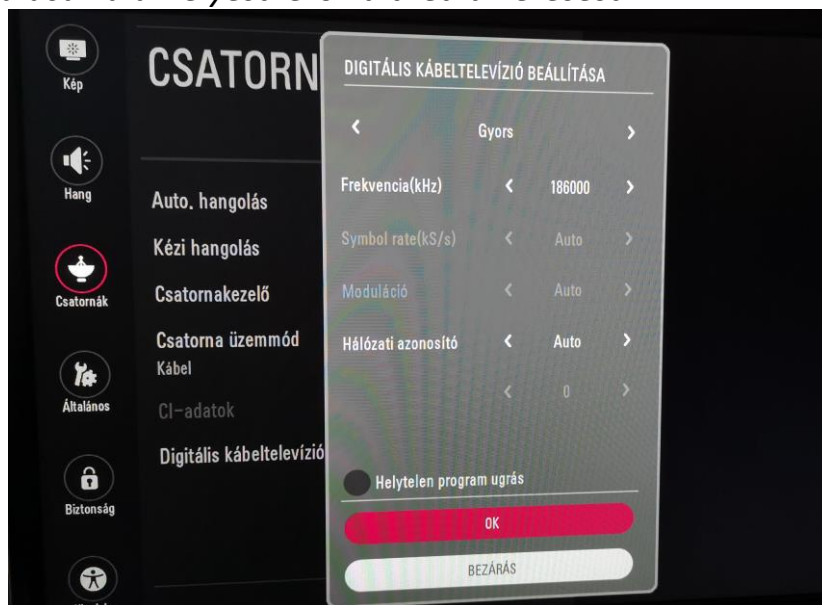 Kép
Hang
Csatornák
Általános
Biztonság
CSATORN
Auto. hangolás
Kézi hangolás
Csatornakezelő
Csatorna üzemmód
Kábel
CI-adatok
Digitális kábeltelevízió
DIGITÁLIS KÁBELTELEVÍZIÓ BEÁLLÍTÁSA
< Gyors >
Frekvencia(kHz) < 186000 >
Symbol rate(kS/s) < Auto >
Moduláció < Auto >
Hálózati azonosító < Auto >
< 0 >
Helytelen program ugrás
OK
BEZÁRÁS